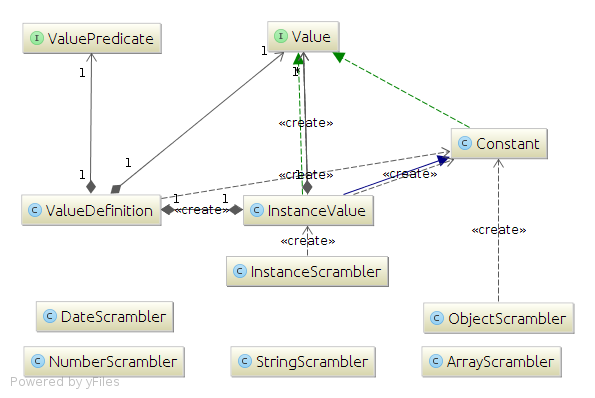 I ValuePredicate
I Value
1
1
1
«create»
C Constant
1
1
«create»
1
«create»
C ValueDefinition
1
«create»
1
C InstanceValue
«create»
«create»
C InstanceScrambler
C DateScrambler
C ObjectScrambler
C NumberScrambler
C StringScrambler
C ArrayScrambler
Powered by yFiles